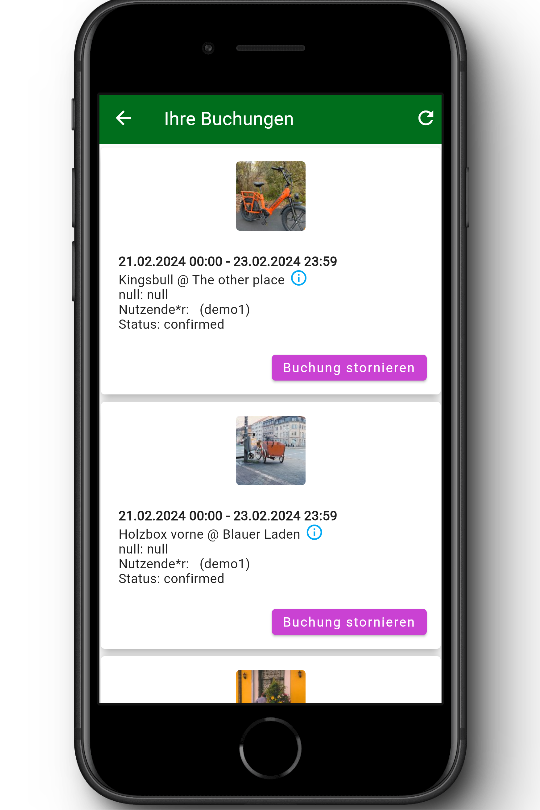 Ihre Buchungen
21.02.2024 00:00 - 23.02.2024 23:59
Kingsbull @ The other place
null: null
Nutzende*r: (demo1)
Status: confirmed
Buchung stornieren
21.02.2024 00:00 - 23.02.2024 23:59
Holzbox vorne @ Blauer Laden
null: null
Nutzende*r: (demo1)
Status: confirmed
Buchung stornieren